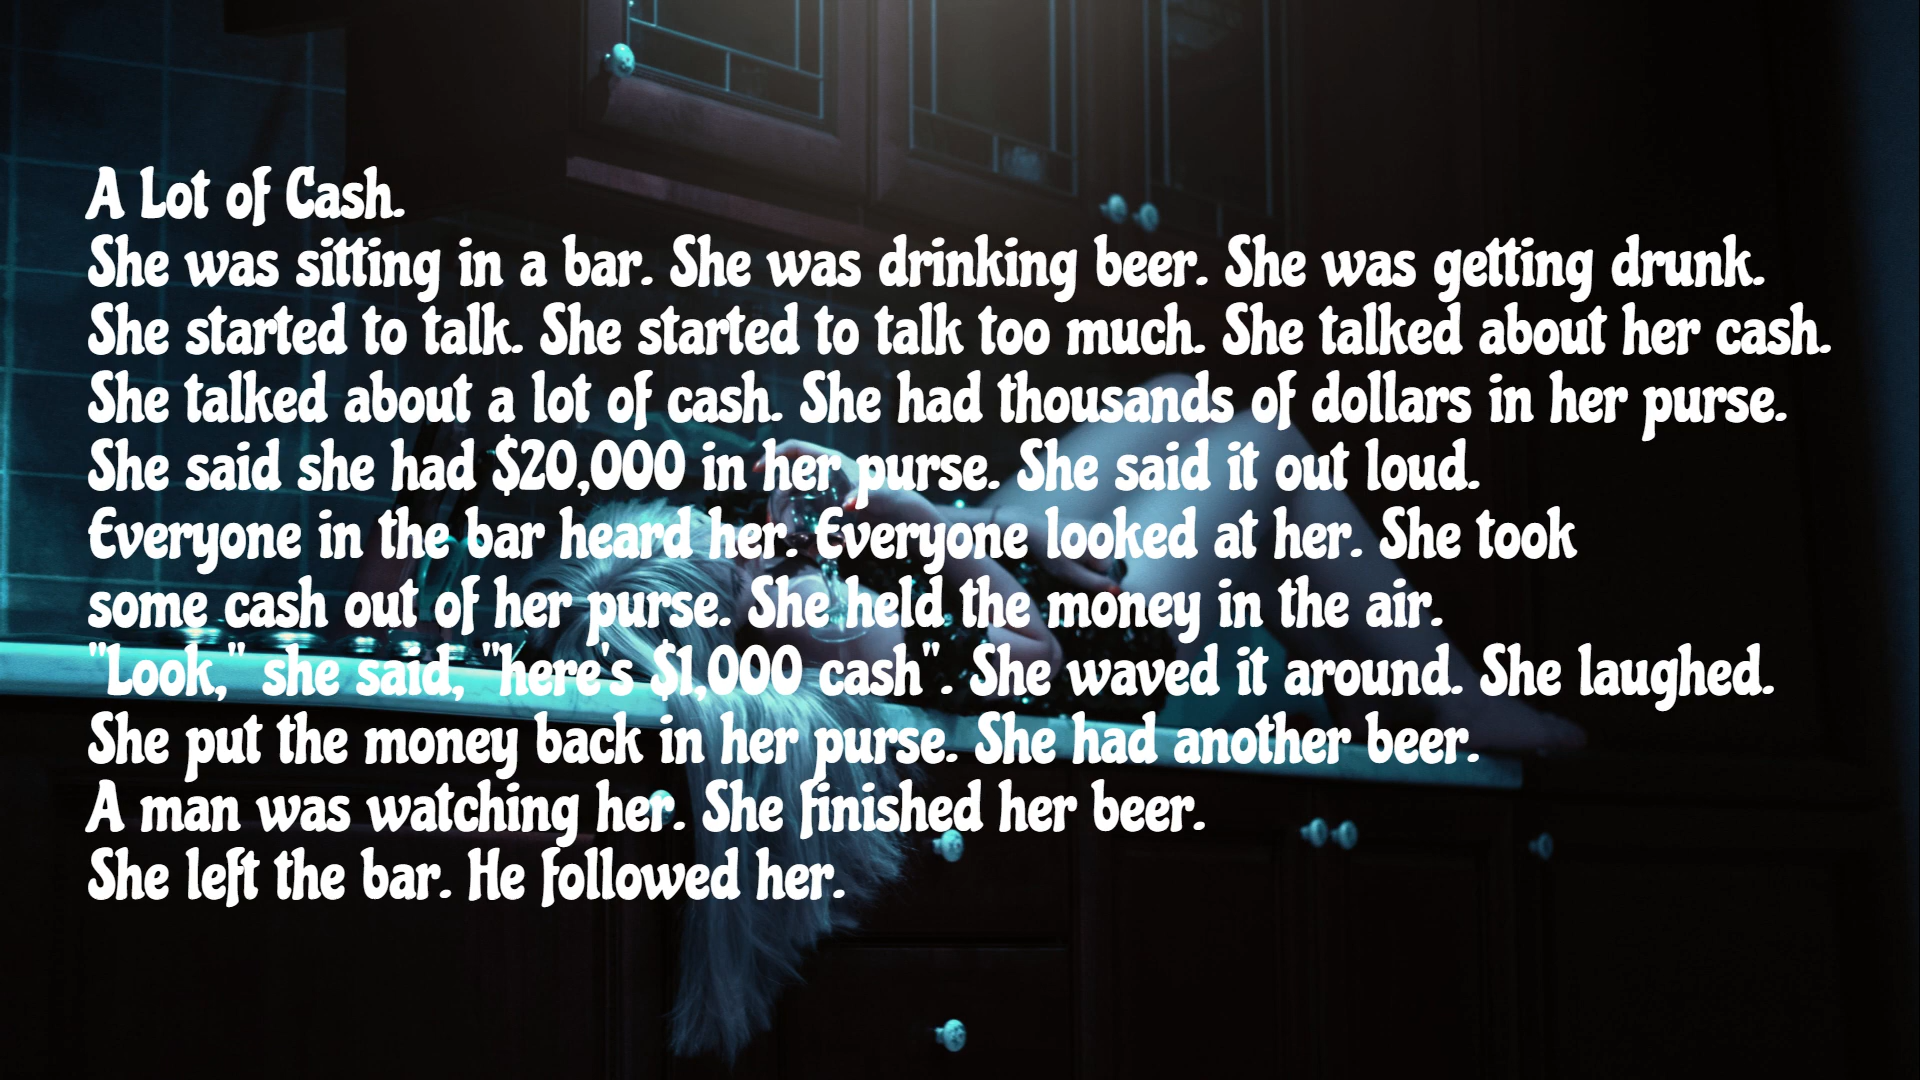 A Lot of Cash.
She was sitting in a bar. She was drinking beer. She was getting drunk.
She started to talk. She started to talk too much. She talked about her cash.
She talked about a lot of cash. She had thousands of dollars in her purse.
She said she had $20,000 in her purse. She said it out loud.
Everyone in the bar heard her. Everyone looked at her. She took
some cash out of her purse. She held the money in the air.
"Look," she said, "here's $1,000 cash". She waved it around. She laughed.
She put the money back in her purse. She had another beer.
A man was watching her. She finished her beer.
She left the bar. He followed her.